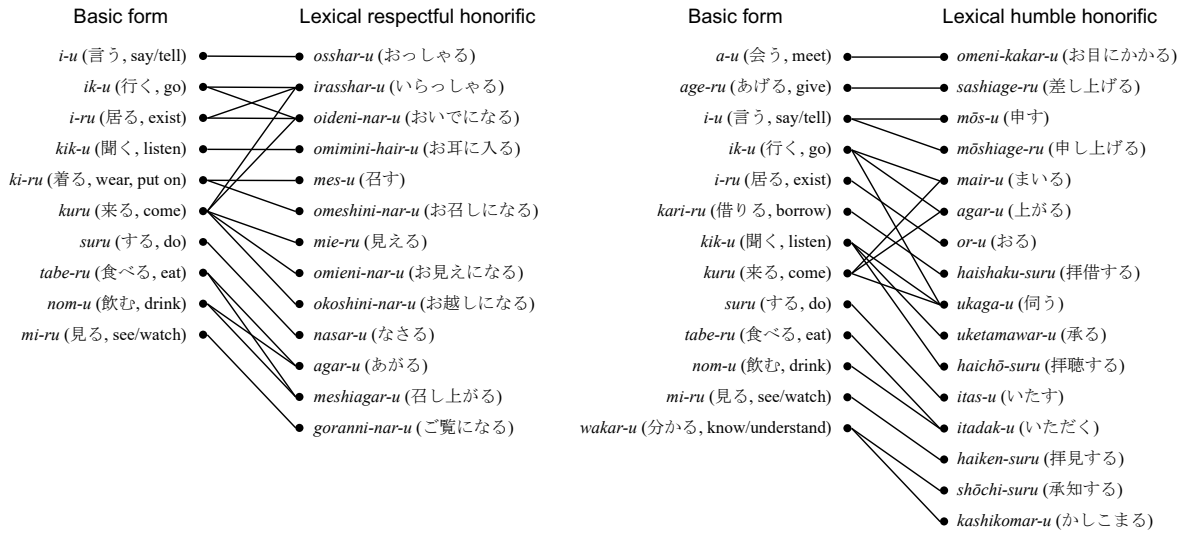 Basic form
Lexical respectful honorific
i-u (言う, say/tell)
osshar-u (おっしゃる)
ik-u (行く, go)
irasshar-u (いらっしゃる)
i-ru (居る, exist)
oideni-nar-u (おいでになる)
kik-u (聞く, listen)
omimini-hair-u (お耳に入る)
ki-ru (着る, wear, put on)
mes-u (召す)
kuru (来る, come)
omeshini-nar-u (お召しになる)
suru (する, do)
mie-ru (見える)
tabe-ru (食べる, eat)
omieni-nar-u (お見えになる)
nom-u (飲む, drink)
okoshini-nar-u (お越しになる)
mi-ru (見る, see/watch)
nasar-u (なさる)
agar-u (あがる)
meshiagar-u (召し上がる)
goranni-nar-u (ご覧になる)
Basic form
Lexical humble honorific
a-u (会う, meet)
omeni-kakar-u (お目にかかる)
age-ru (あげる, give)
sashiage-ru (差し上げる)
i-u (言う, say/tell)
mōs-u (申す)
ik-u (行く, go)
mōshiage-ru (申し上げる)
i-ru (居る, exist)
mair-u (まいる)
kari-ru (借りる, borrow)
agar-u (上がる)
kik-u (聞く, listen)
or-u (おる)
kuru (来る, come)
haishaku-suru (拝借する)
suru (する, do)
ukaga-u (伺う)
tabe-ru (食べる, eat)
uketamawar-u (承る)
nom-u (飲む, drink)
haichō-suru (拝聴する)
mi-ru (見る, see/watch)
itas-u (いたす)
wakar-u (分かる, know/understand)
itadak-u (いただく)
haiken-suru (拝見する)
shōchi-suru (承知する)
kashikomar-u (かしこまる)